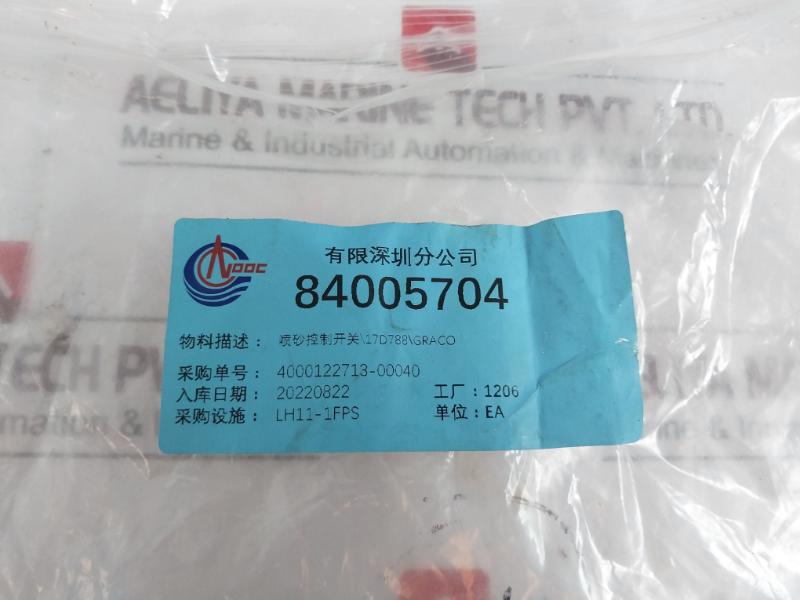 AELIYA MARINE TECH PVT. LTD.
Marine & Industrial Automation &
CNOOC
有限深圳分公司
84005704
物料描述： 喷砂控制开关\17D788\GRACO
采购单号： 4000122713-00040
入库日期： 20220822 工厂：1206
采购设施： LH11-1FPS 单位：EA